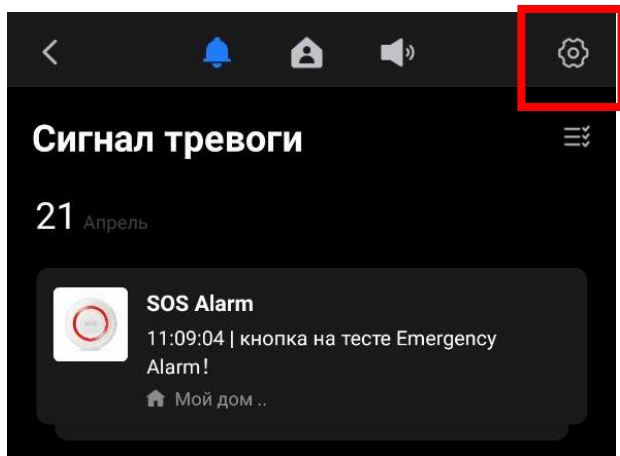 Сигнал тревоги
21 Апрель
SOS Alarm
11:09:04 | кнопка на тесте Emergency
Alarm!
Мой дом ..